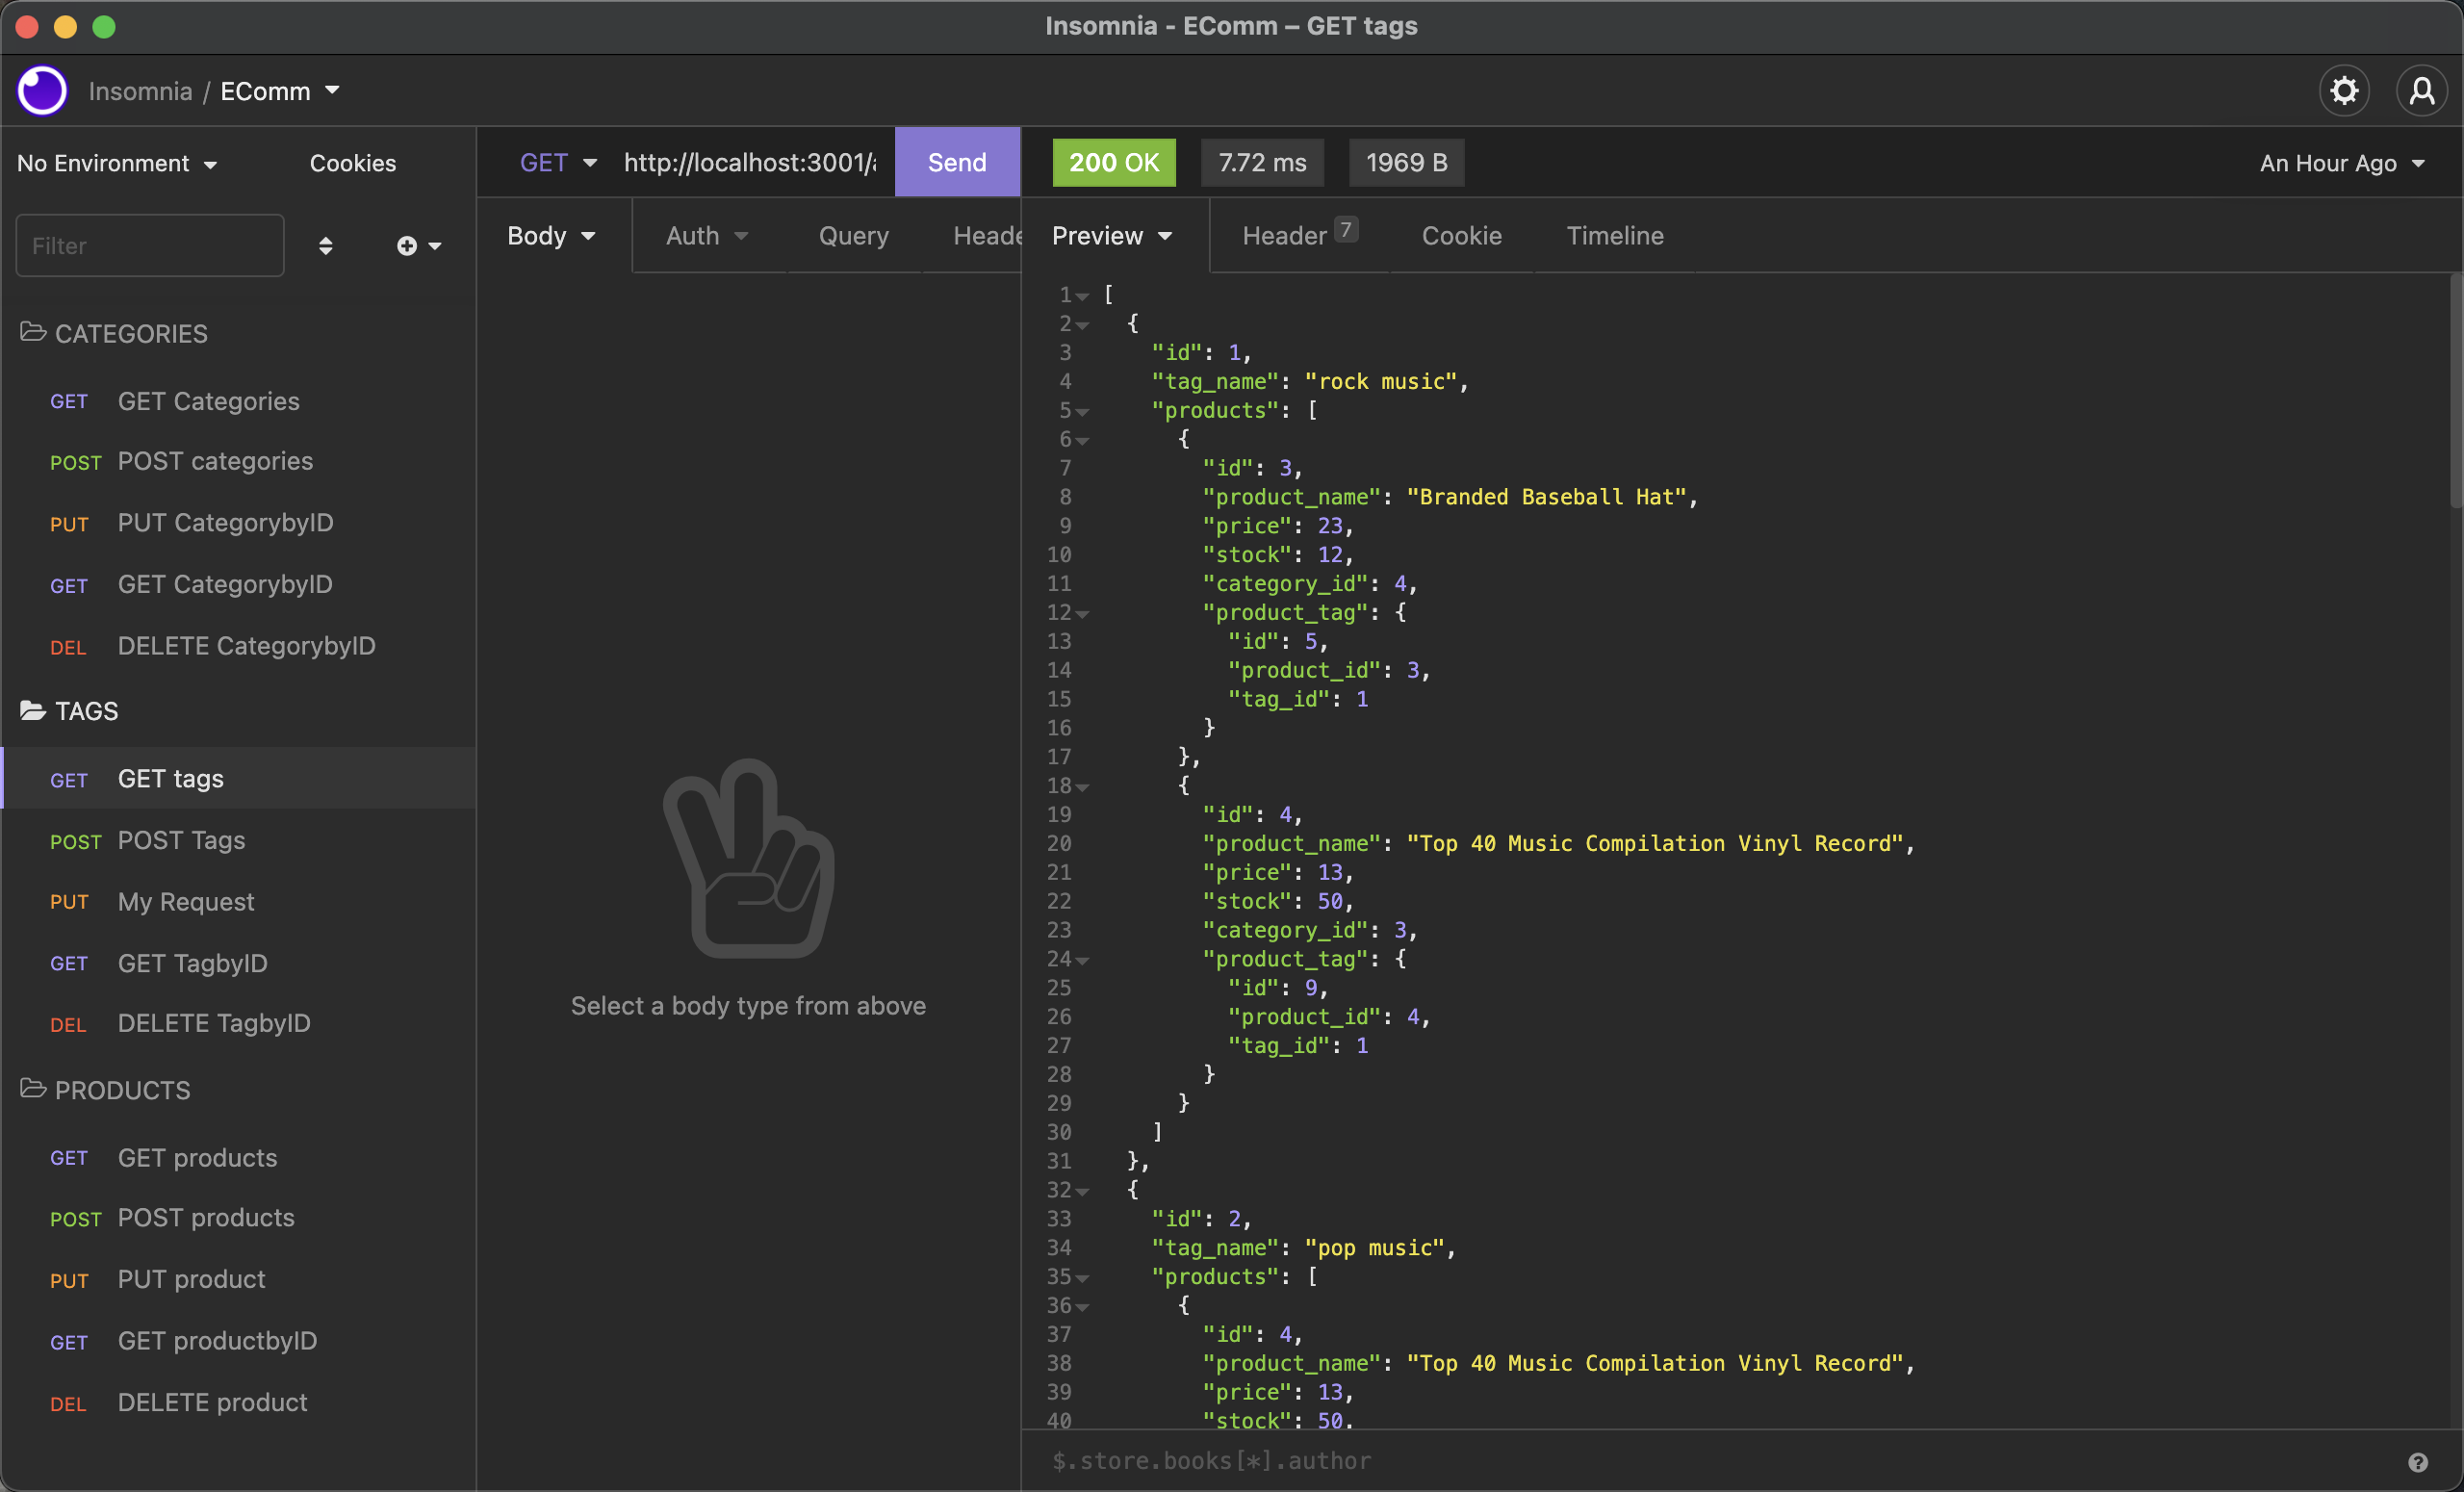 Insomnia - EComm – GET tags
Insomnia / EComm
No Environment
Cookies
GET
http://localhost:3001/
Send
200 OK
7.72 ms
1969 B
An Hour Ago
Filter
Body
Auth
Query
Heade
Preview
Header 7
Cookie
Timeline
CATEGORIES
GET GET Categories
POST POST categories
PUT PUT CategorybyID
GET GET CategorybyID
DEL DELETE CategorybyID
TAGS
GET GET tags
POST POST Tags
PUT My Request
GET GET TagbyID
DEL DELETE TagbyID
PRODUCTS
GET GET products
POST POST products
PUT PUT product
GET GET productbyID
DEL DELETE product
Select a body type from above
1 [
2 {
3 "id": 1,
4 "tag_name": "rock music",
5 "products": [
6 {
7 "id": 3,
8 "product_name": "Branded Baseball Hat",
9 "price": 23,
10 "stock": 12,
11 "category_id": 4,
12 "product_tag": {
13 "id": 5,
14 "product_id": 3,
15 "tag_id": 1
16 }
17 },
18 {
19 "id": 4,
20 "product_name": "Top 40 Music Compilation Vinyl Record",
21 "price": 13,
22 "stock": 50,
23 "category_id": 3,
24 "product_tag": {
25 "id": 9,
26 "product_id": 4,
27 "tag_id": 1
28 }
29 }
30 ]
31 },
32 {
33 "id": 2,
34 "tag_name": "pop music",
35 "products": [
36 {
37 "id": 4,
38 "product_name": "Top 40 Music Compilation Vinyl Record",
39 "price": 13,
40 "stock": 50,
$.store.books[*].author